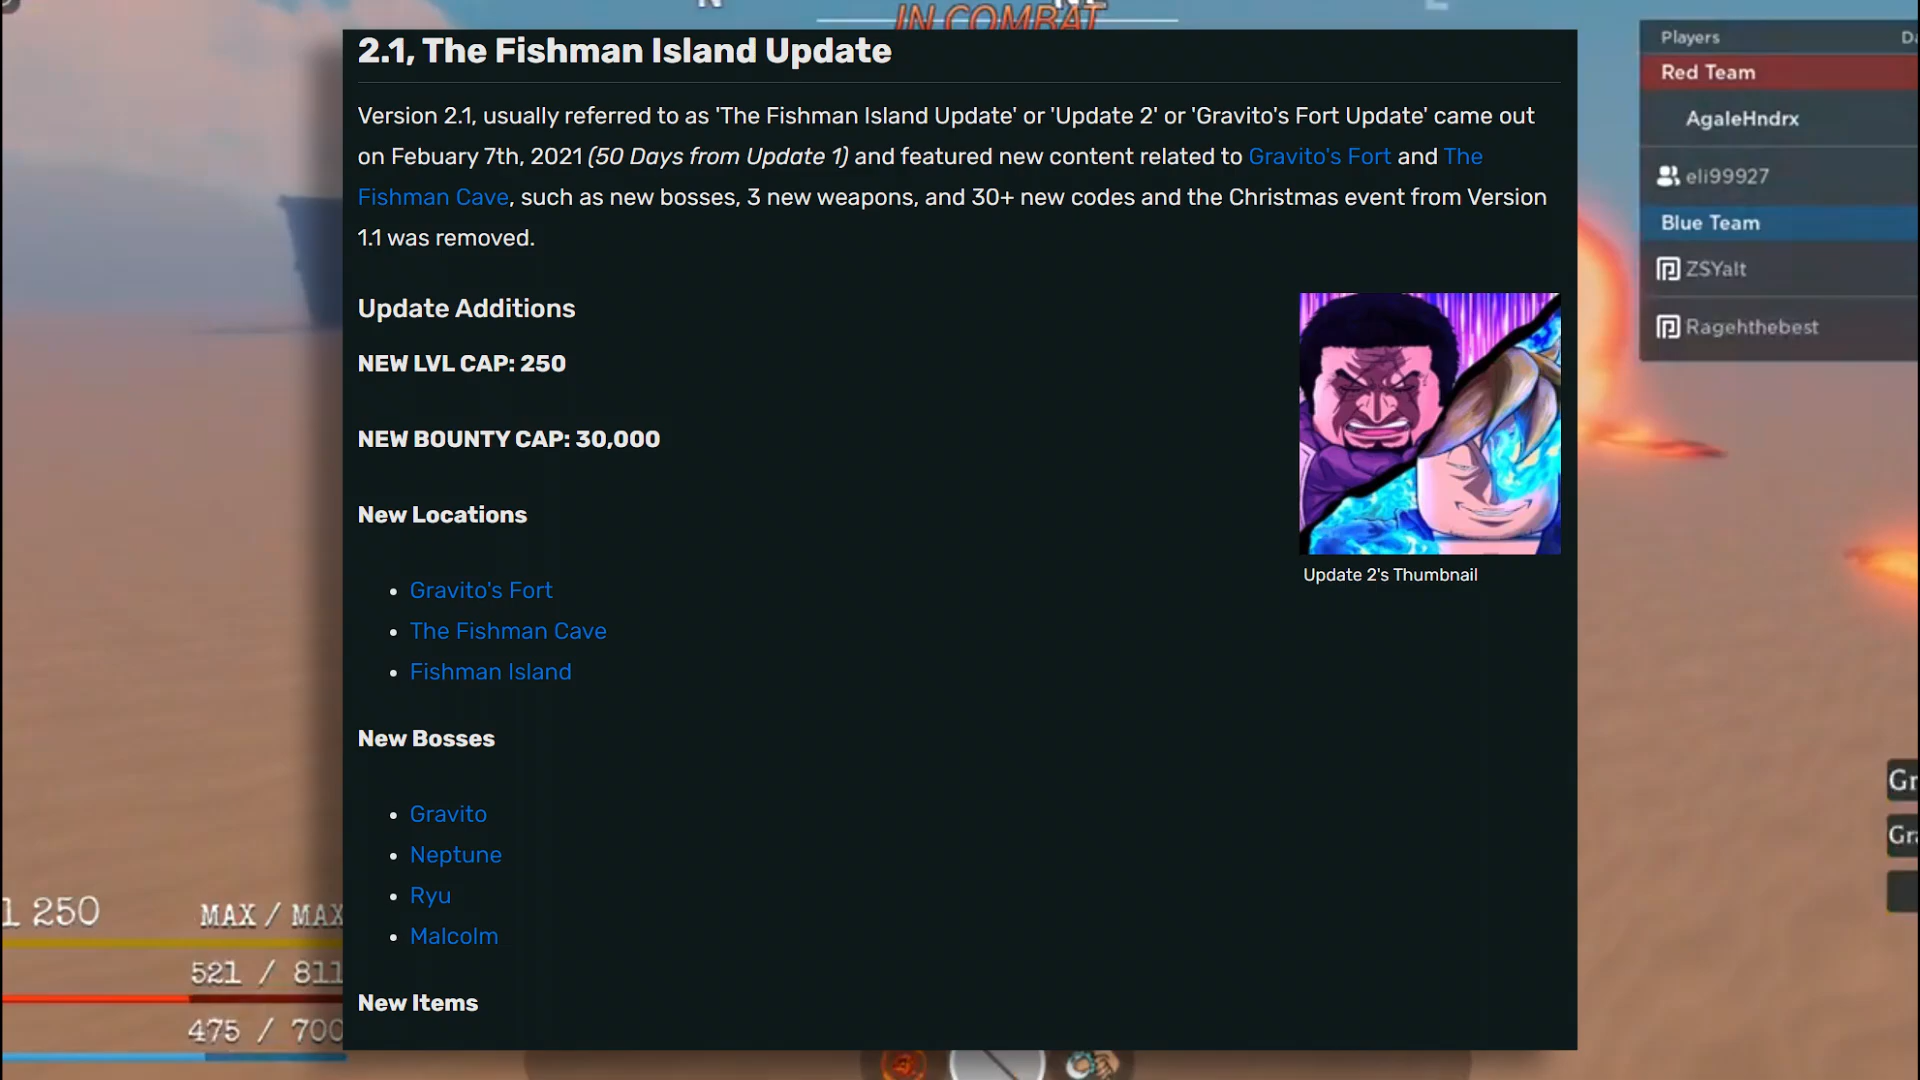 IN COMBAT
2.1, The Fishman Island Update
Version 2.1, usually referred to as 'The Fishman Island Update' or 'Update 2' or 'Gravito's Fort Update' came out
on Febuary 7th, 2021 (50 Days from Update 1) and featured new content related to Gravito's Fort and The
Fishman Cave, such as new bosses, 3 new weapons, and 30+ new codes and the Christmas event from Version
1.1 was removed.
Update Additions
NEW LVL CAP: 250
NEW BOUNTY CAP: 30,000
New Locations
Gravito's Fort
The Fishman Cave
Fishman Island
Update 2's Thumbnail
New Bosses
Gravito
Neptune
Ryu
Malcolm
New Items
Players
Red Team
AgaleHndrx
eli99927
Blue Team
ZSYalt
Ragehthebest
250
MAX / MAX
521 / 811
475 / 700